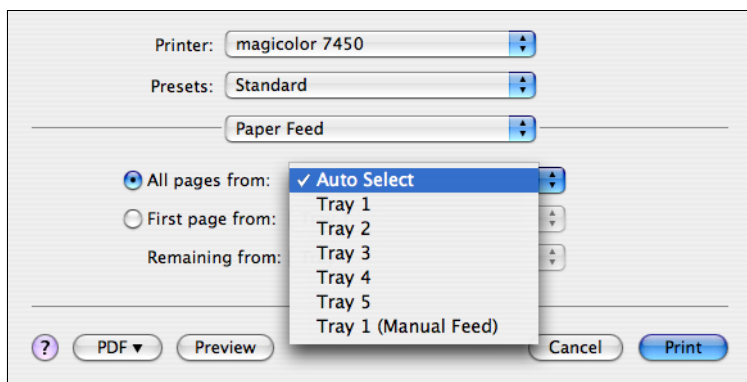 Printer: magicolor 7450
Presets: Standard
Paper Feed
All pages from: ✓ Auto Select
Tray 1
First page from: Tray 2
Tray 3
Remaining from:
Tray 4
Tray 5
Tray 1 (Manual Feed)
? PDF ▼ Preview Cancel Print